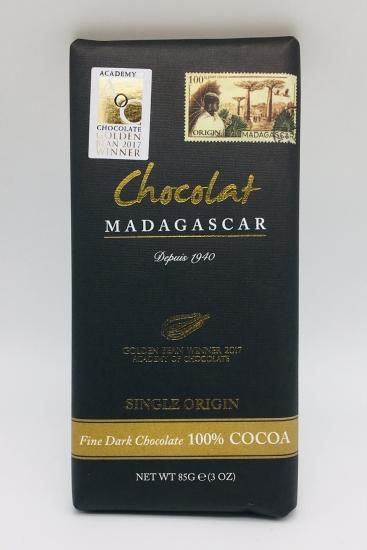 ACADEMY
CHOCOLATE
GOLDEN
BEAN 2017
WINNER
100%
ORIGIN MADAGASCAR
Chocolat
MADAGASCAR
Depuis 1940
GOLDEN BEAN WINNER 2017
ACADEMY OF CHOCOLATE
SINGLE ORIGIN
Fine Dark Chocolate 100% COCOA
NET WT 85G ℮ (3 OZ)